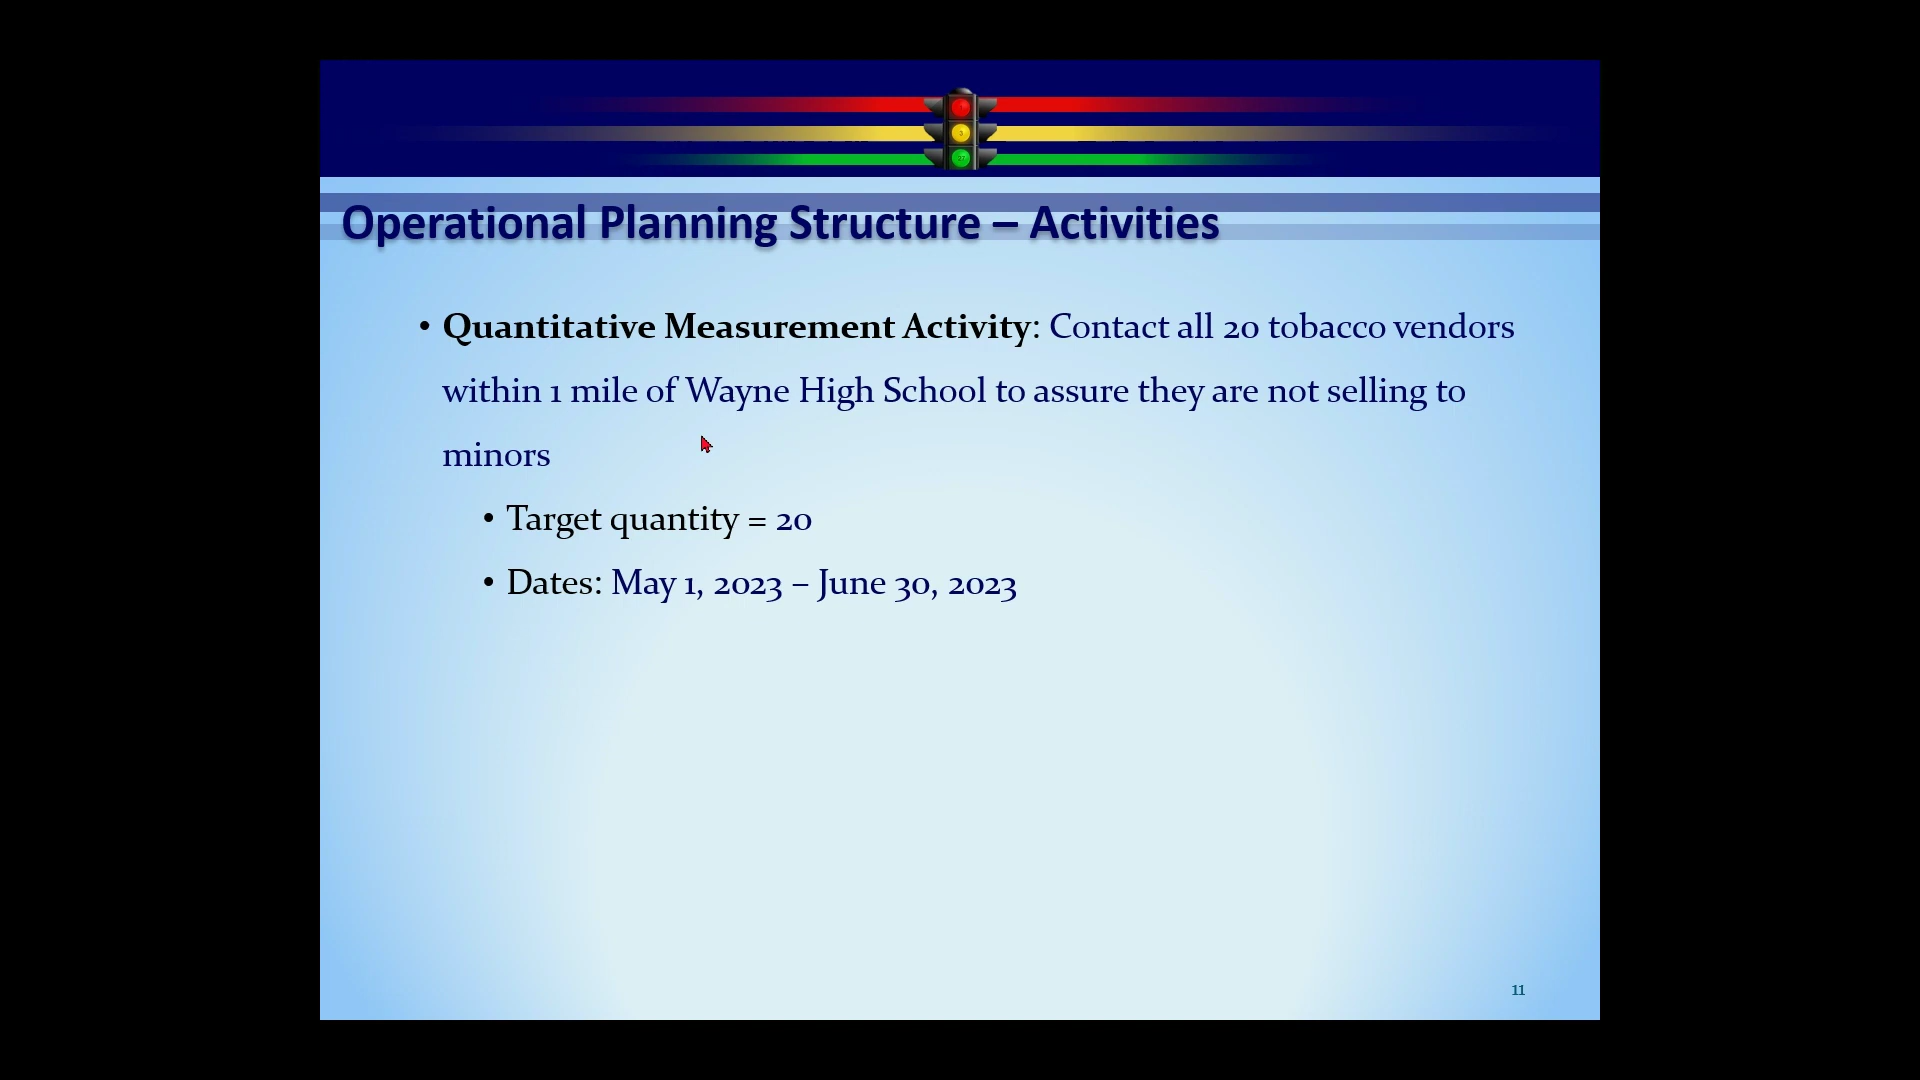 Operational Planning Structure – Activities
• Quantitative Measurement Activity: Contact all 20 tobacco vendors
within 1 mile of Wayne High School to assure they are not selling to
minors
• Target quantity = 20
• Dates: May 1, 2023 – June 30, 2023
11